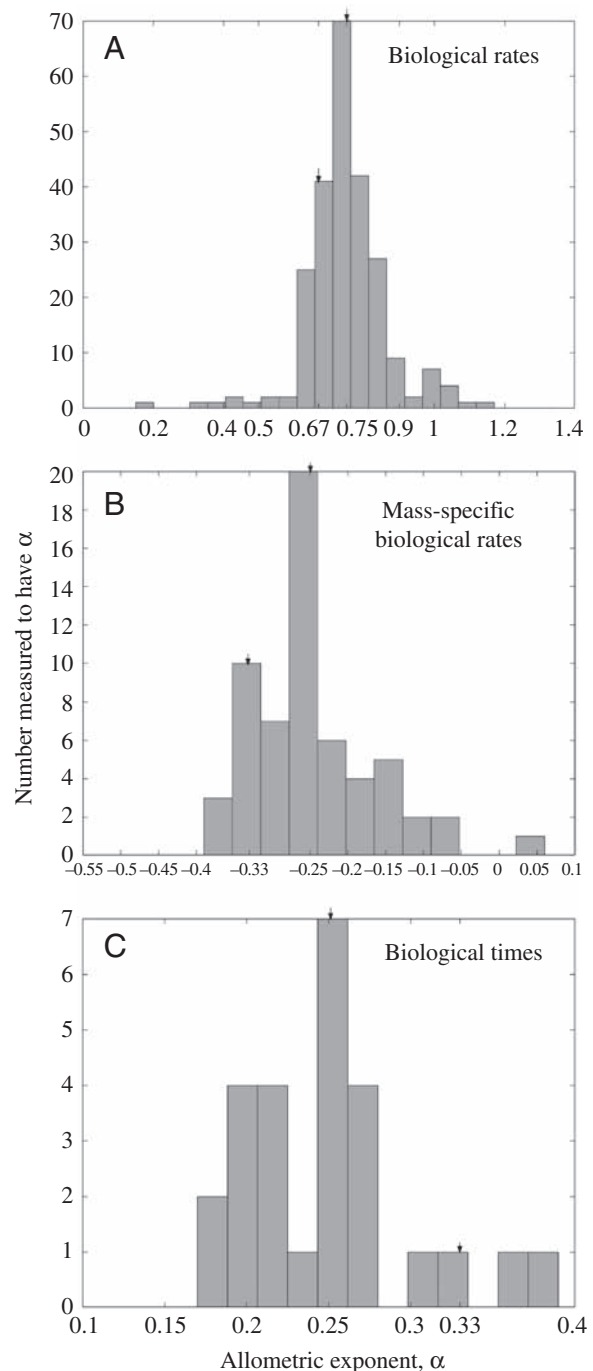 A
Biological rates
70
60
50
40
30
20
10
0
0 0.2 0.4 0.5 0.67 0.75 0.9 1 1.2 1.4
B
Mass-specific
biological rates
Number measured to have α
20
18
16
14
12
10
8
6
4
2
0
–0.55 –0.5 –0.45 –0.4 –0.33 –0.25 –0.2 –0.15 –0.1 –0.05 0 0.05 0.1
C
Biological times
7
6
5
4
3
2
1
0
0.1 0.15 0.2 0.25 0.3 0.33 0.4
Allometric exponent, α